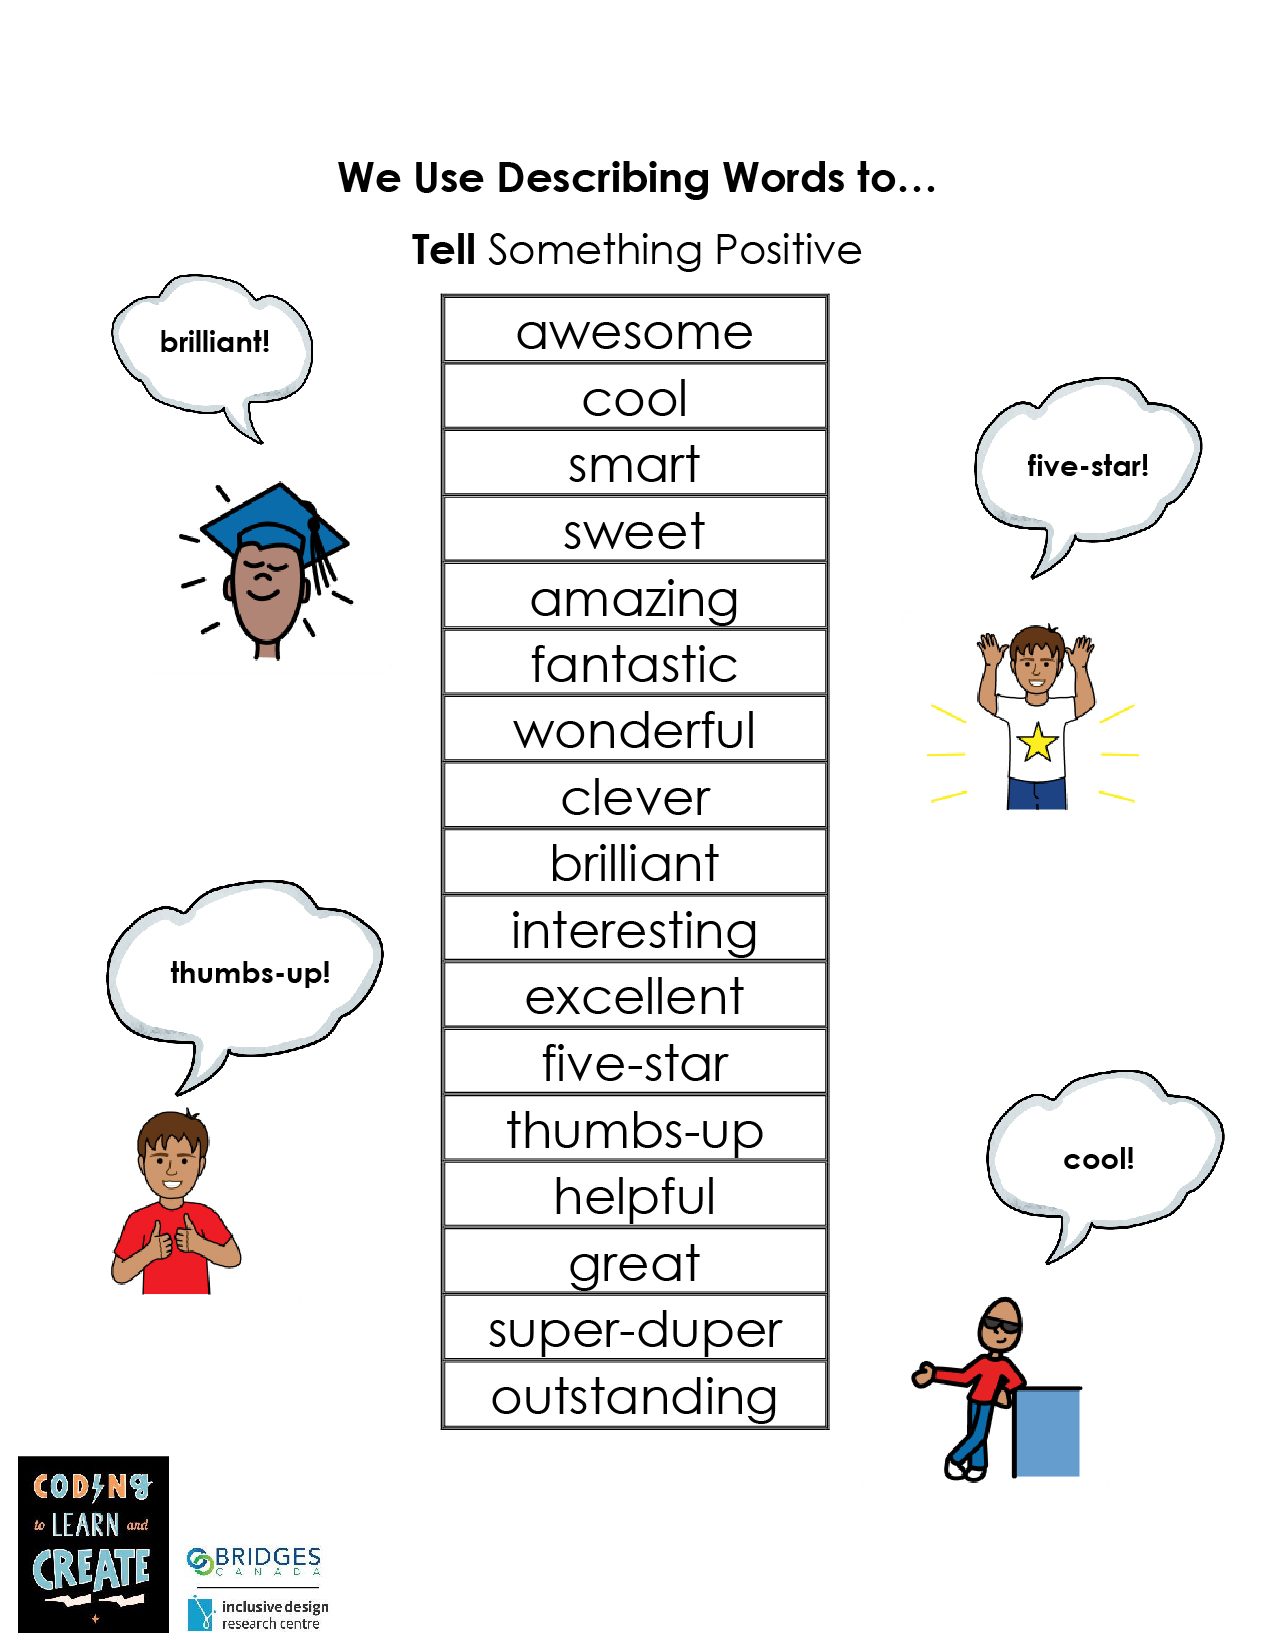 We Use Describing Words to...
Tell Something Positive
brilliant!
awesome
cool
smart
sweet
amazing
fantastic
wonderful
clever
brilliant
interesting
excellent
five-star
thumbs-up
helpful
great
super-duper
outstanding
five-star!
thumbs-up!
cool!
CODING
to LEARN and
CREATE
BRIDGES
CANADA
inclusive design
research centre